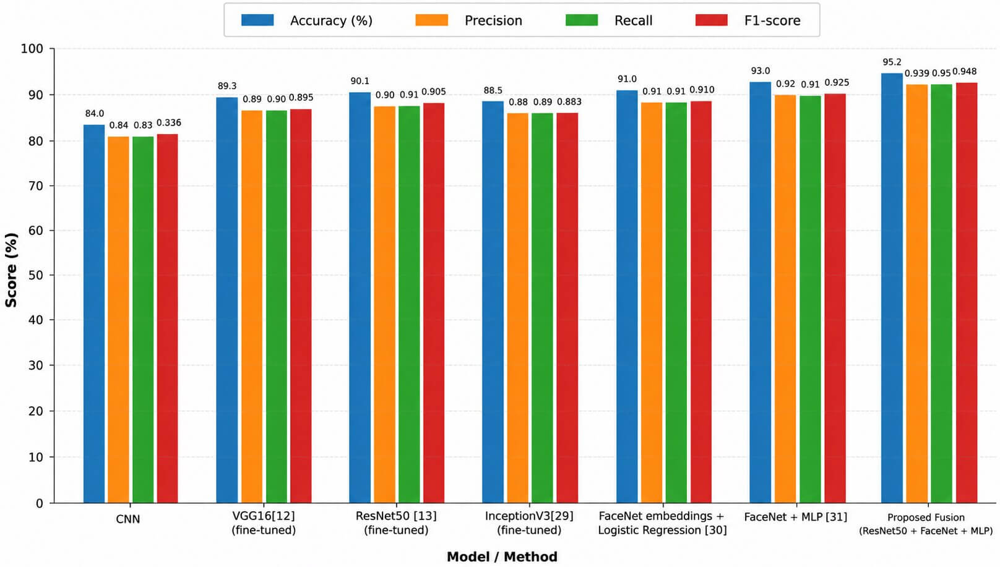 Accuracy (%) Precision Recall F1-score
100
90
80
70
60
50
40
30
20
10
0
Score (%)
84.0 0.84 0.83 0.336
89.3 0.89 0.90 0.895
90.1 0.90 0.91 0.905
88.5 0.88 0.89 0.883
91.0 0.91 0.91 0.910
93.0 0.92 0.91 0.925
95.2 0.939 0.95 0.948
CNN
VGG16[12]
(fine-tuned)
ResNet50 [13]
(fine-tuned)
InceptionV3[29]
(fine-tuned)
FaceNet embeddings +
Logistic Regression [30]
FaceNet + MLP [31]
Proposed Fusion
(ResNet50 + FaceNet + MLP)
Model / Method